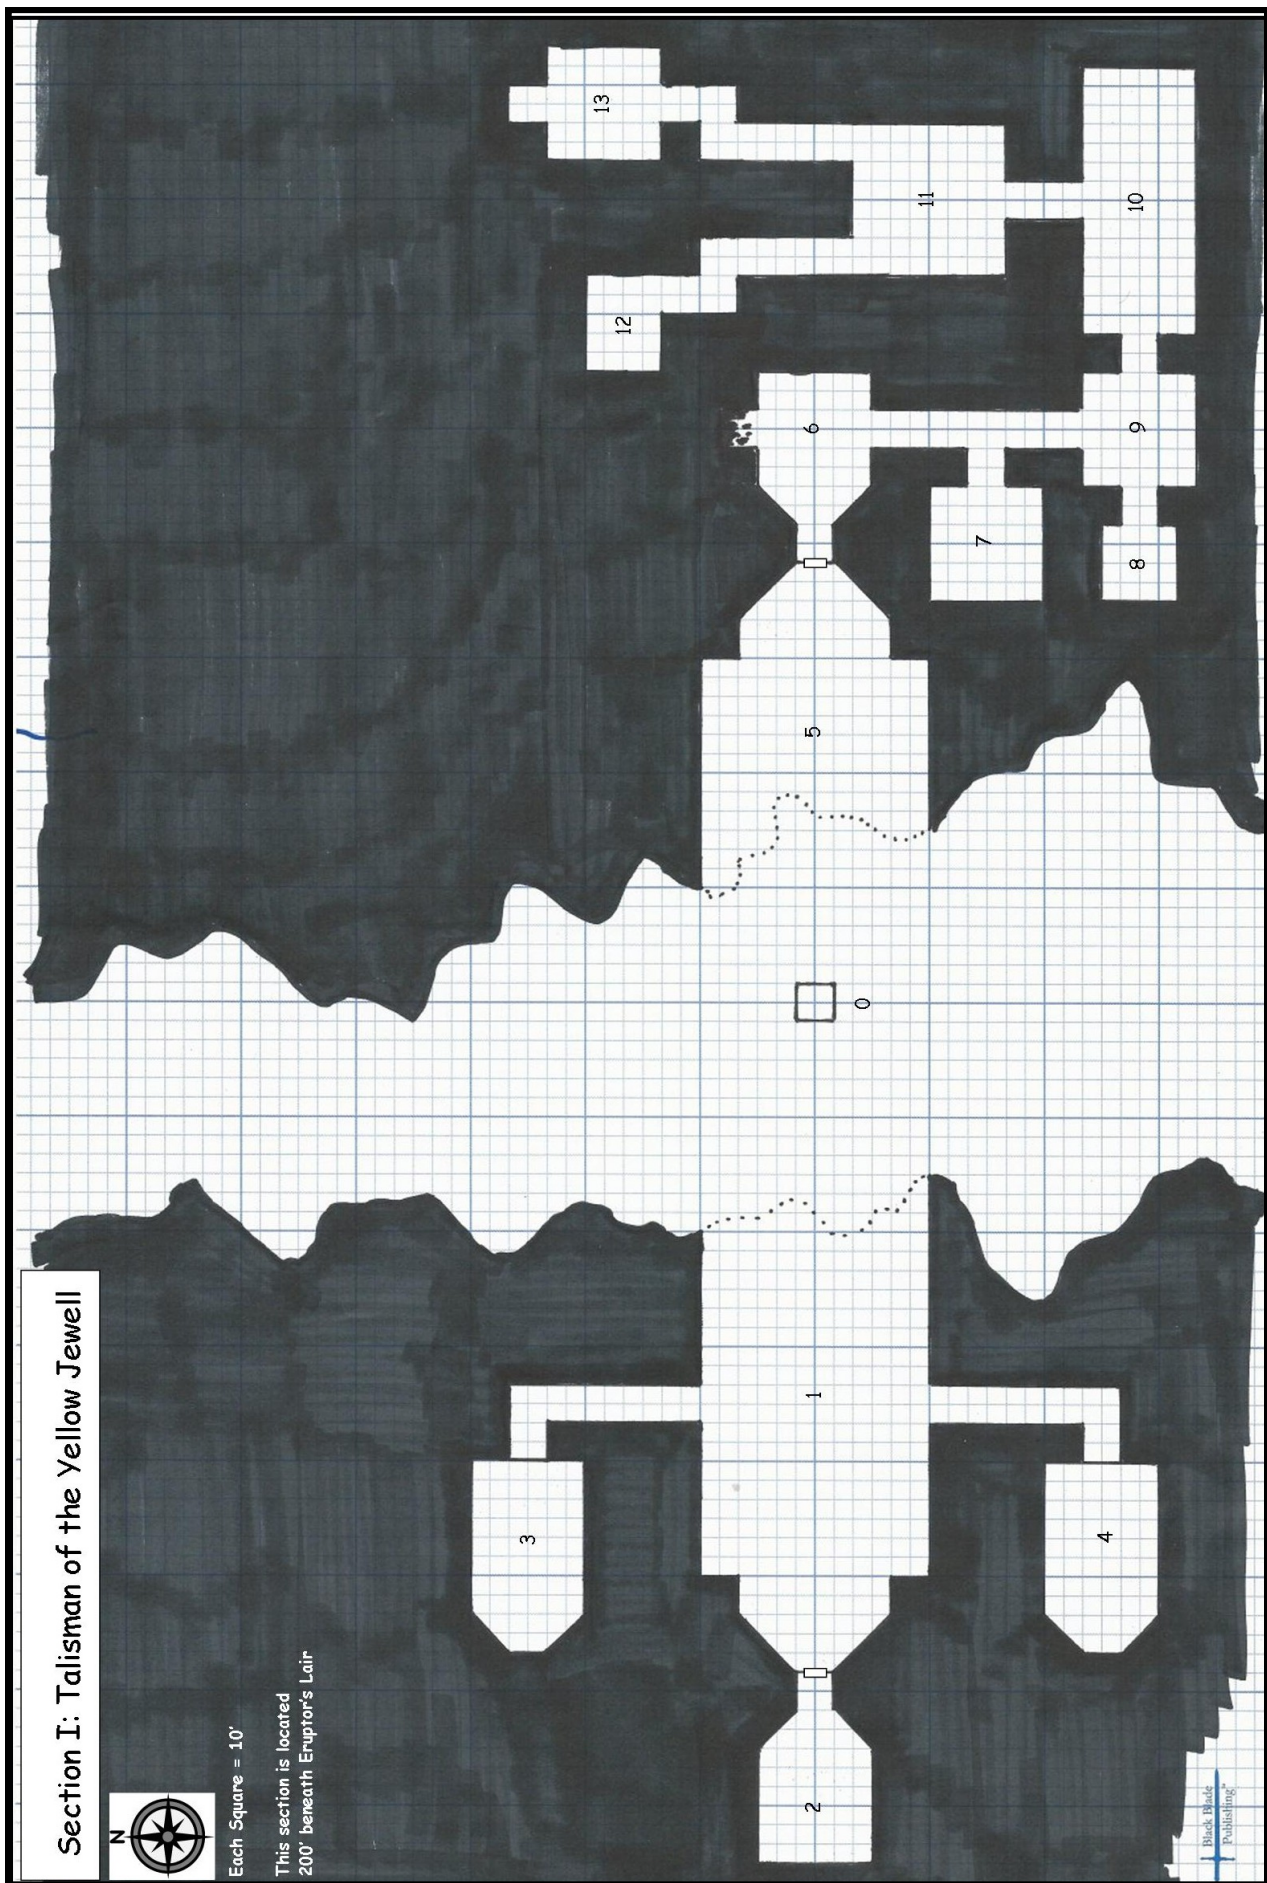 Section I: Talisman of the Yellow Jewell
N
Each Square = 10'
This section is located
200' beneath Eruptor's Lair
3
2
1
4
0
5
6
7
8
9
10
11
12
13
Black Blade
Publishing™